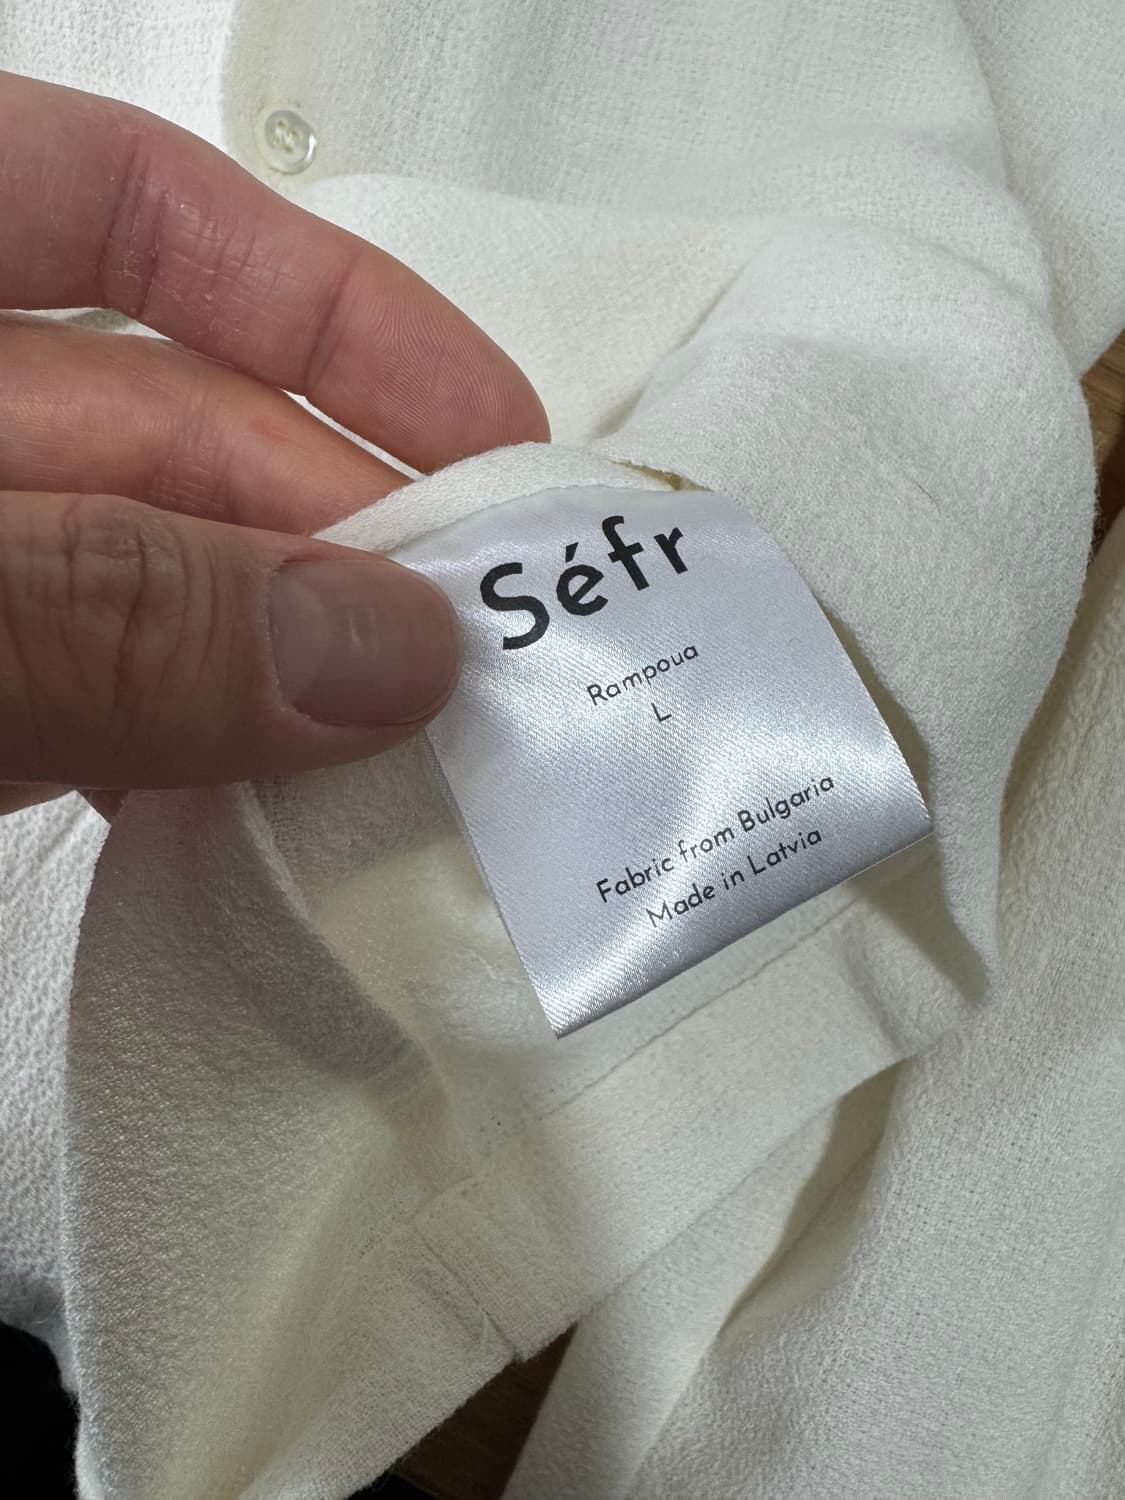 Séfr
Rampoua
L
Fabric from Bulgaria
Made in Latvia